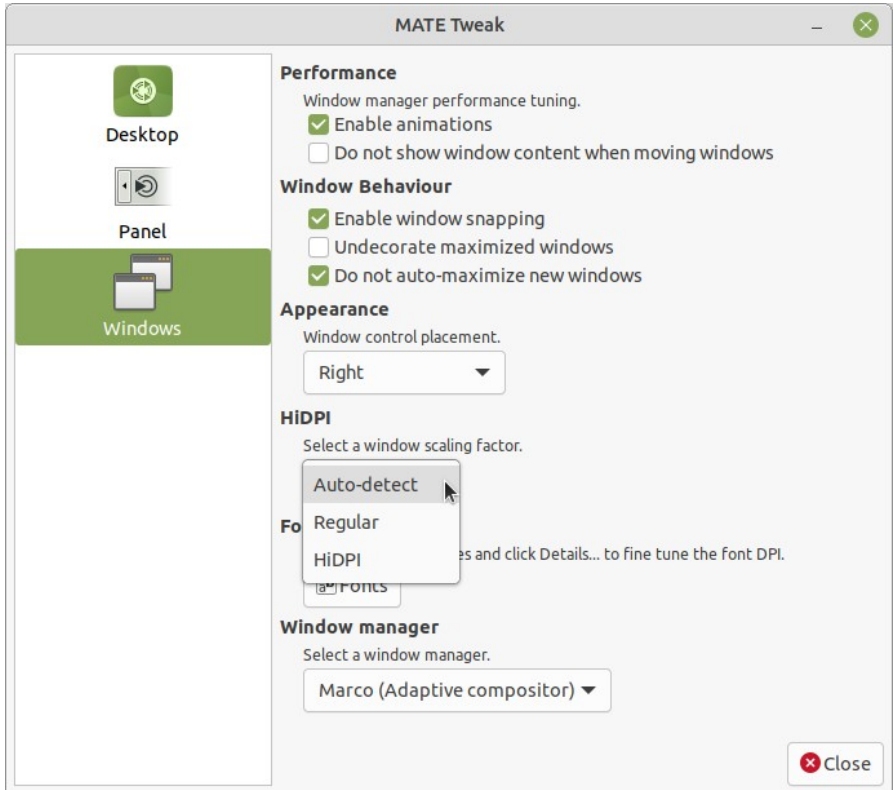 MATE Tweak
Desktop
Panel
Windows
Performance
Window manager performance tuning.
Enable animations
Do not show window content when moving windows
Window Behaviour
Enable window snapping
Undecorate maximized windows
Do not auto-maximize new windows
Appearance
Window control placement.
Right
HiDPI
Select a window scaling factor.
Auto-detect
Regular
HiDPI
Fo
es and click Details... to fine tune the font DPI.
Fonts
Window manager
Select a window manager.
Marco (Adaptive compositor)
Close